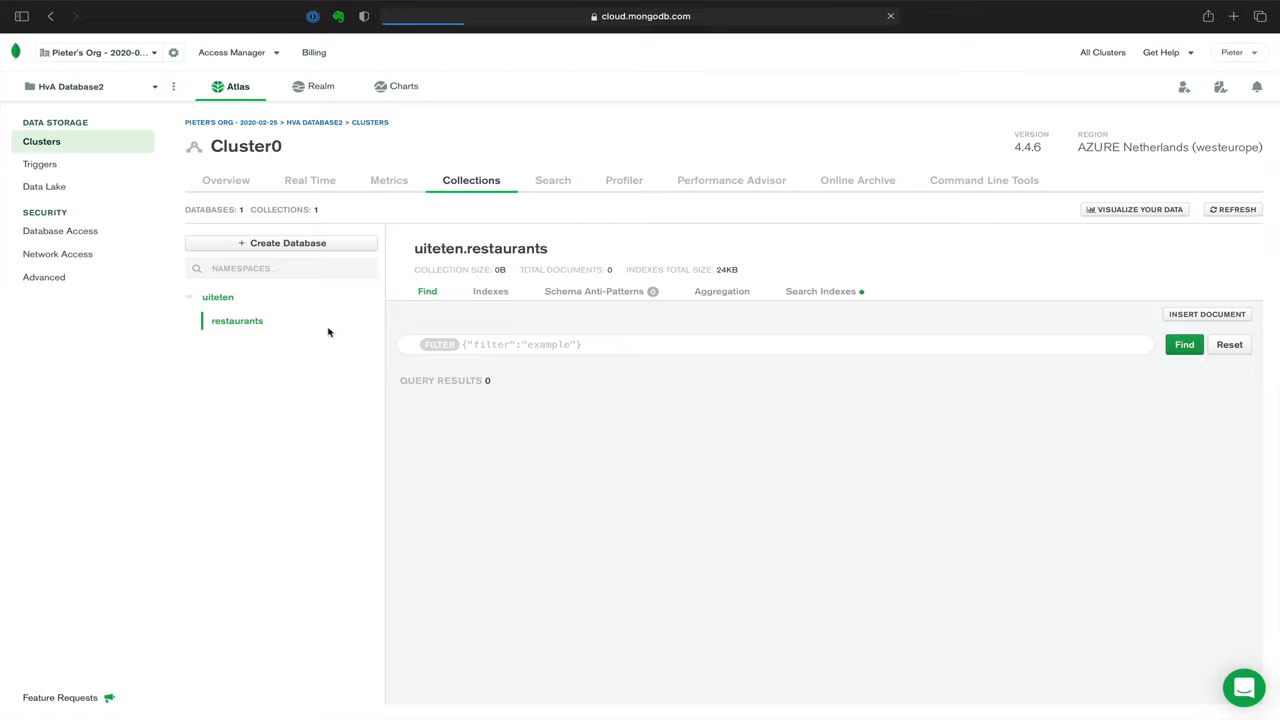 cloud.mongodb.com
Pieter's Org - 2020-0...
Access Manager
Billing
All Clusters
Get Help
Pieter
HvA Database2
Atlas
Realm
Charts
DATA STORAGE
Clusters
Triggers
Data Lake
SECURITY
Database Access
Network Access
Advanced
Feature Requests
PIETER'S ORG - 2020-02-25 > HVA DATABASE2 > CLUSTERS
Cluster0
VERSION
4.4.6
REGION
AZURE Netherlands (westeurope)
Overview
Real Time
Metrics
Collections
Search
Profiler
Performance Advisor
Online Archive
Command Line Tools
DATABASES: 1 COLLECTIONS: 1
VISUALIZE YOUR DATA
REFRESH
+ Create Database
NAMESPACES
uiteten
restaurants
uiteten.restaurants
COLLECTION SIZE: 0B TOTAL DOCUMENTS: 0 INDEXES TOTAL SIZE: 24KB
Find
Indexes
Schema Anti-Patterns 0
Aggregation
Search Indexes
INSERT DOCUMENT
FILTER {"filter":"example"}
Find
Reset
QUERY RESULTS 0